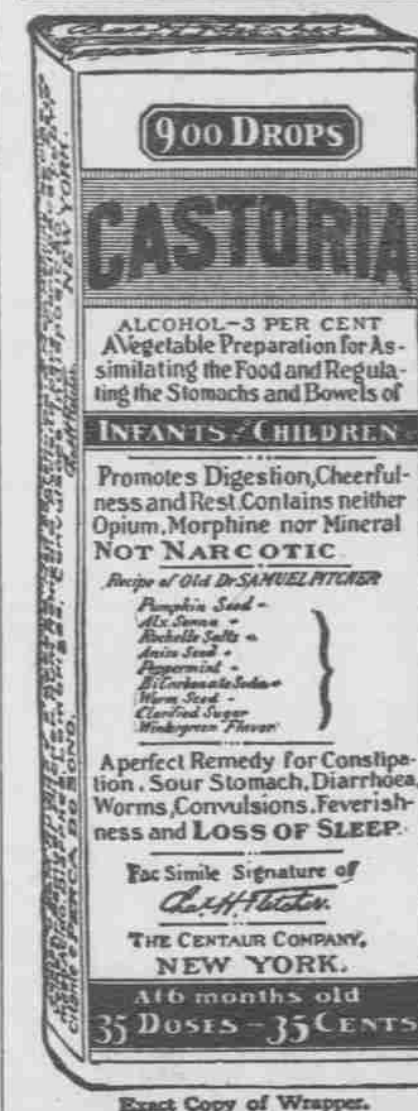 900 DROPS
CASTORIA
ALCOHOL-3 PER CENT
A Vegetable Preparation for As-
similating the Food and Regula-
ting the Stomachs and Bowels of
INFANTS & CHILDREN
Promotes Digestion, Cheerful-
ness and Rest. Contains neither
Opium, Morphine nor Mineral
NOT NARCOTIC
Recipe of Old Dr SAMUEL PITCHER
Pumpkin Seed -
Alx Senna +
Rochelle Salts -
Anise Seed +
Peppermint -
Bi Carbonate Soda +
Worm Seed -
Clarified Sugar
Wintergreen Flavor
A perfect Remedy for Constipa-
tion, Sour Stomach, Diarrhoea,
Worms, Convulsions, Feverish-
ness and LOSS OF SLEEP.
Fac Simile Signature of
Chas. H. Fletcher.
THE CENTAUR COMPANY,
NEW YORK.
At 6 months old
35 DOSES - 35 CENTS
Exact Copy of Wrapper.
NEW YORK.